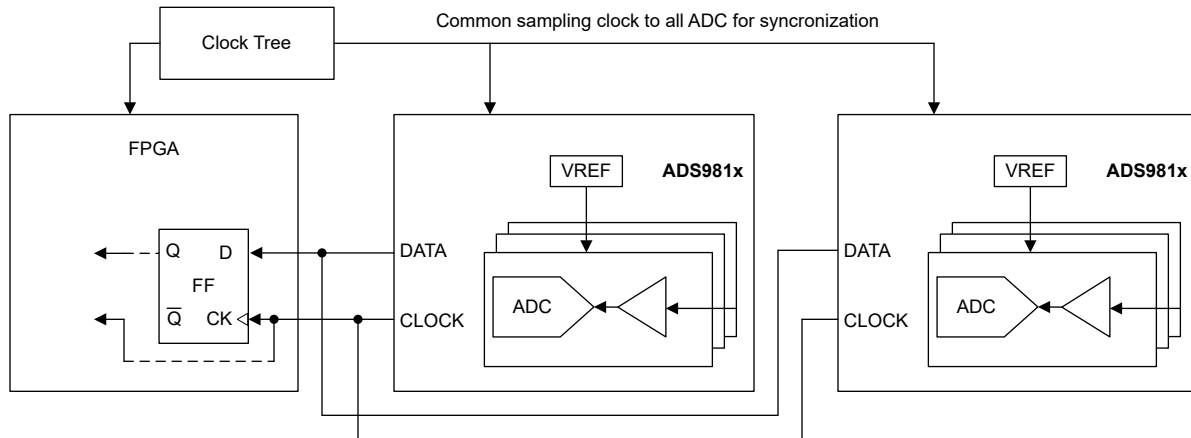 Common sampling clock to all ADC for syncronization
Clock Tree
FPGA
VREF
ADS981x
VREF
ADS981x
Q
D
DATA
DATA
FF
ADC
ADC
Q̅
CK
CLOCK
CLOCK